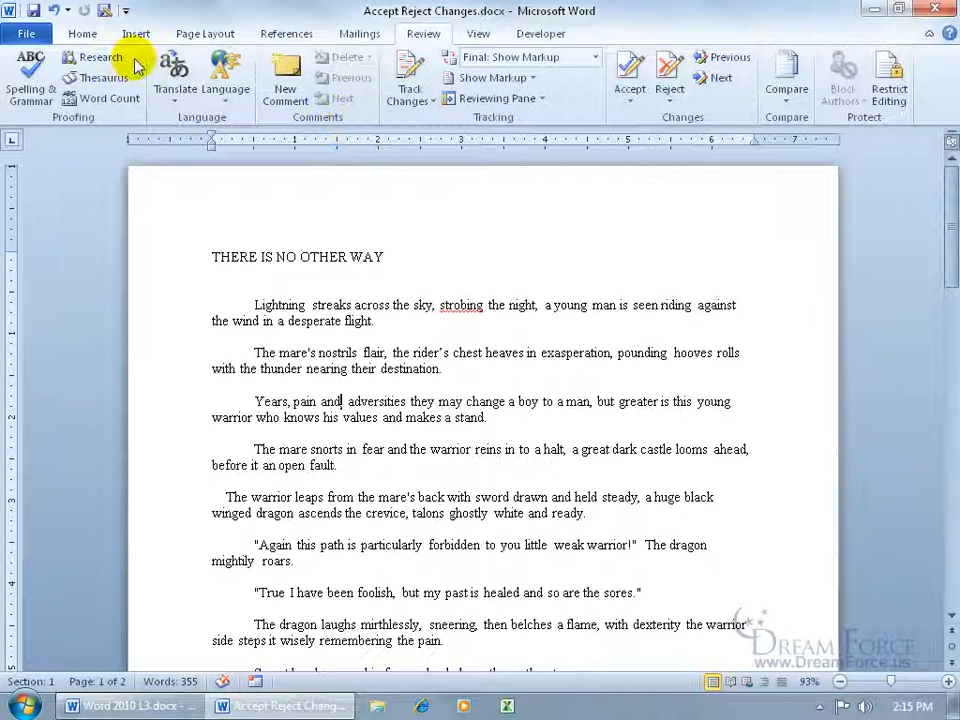 Accept Reject Changes.docx - Microsoft Word
File Home Insert Page Layout References Mailings Review View Developer
ABC Spelling & Grammar
Research
Thesaurus
ABC 123 Word Count
Proofing
Translate
Language
Language
New Comment
Delete
Previous
Next
Comments
Track Changes
Final: Show Markup
Show Markup
Reviewing Pane
Tracking
Accept
Reject
Previous
Next
Changes
Compare
Compare
Block Authors
Restrict Editing
Protect
1 1 2 3 4 5 6 7
THERE IS NO OTHER WAY
Lightning streaks across the sky, strobing the night, a young man is seen riding against
the wind in a desperate flight.
The mare's nostrils flair, the rider’s chest heaves in exasperation, pounding hooves rolls
with the thunder nearing their destination.
Years, pain and adversities they may change a boy to a man, but greater is this young
warrior who knows his values and makes a stand.
The mare snorts in fear and the warrior reins in to a halt, a great dark castle looms ahead,
before it an open fault.
The warrior leaps from the mare's back with sword drawn and held steady, a huge black
winged dragon ascends the crevice, talons ghostly white and ready.
"Again this path is particularly forbidden to you little weak warrior!" The dragon
mightily roars.
"True I have been foolish, but my past is healed and so are the sores."
The dragon laughs mirthlessly, sneering, then belches a flame, with dexterity the warrior
side steps it wisely remembering the pain.
DREAM FORCE
www.DreamForce.us
Section: 1 Page: 1 of 2 Words: 355 93%
Word 2010 L3.docx - ... Accept Reject Chang... 2:15 PM